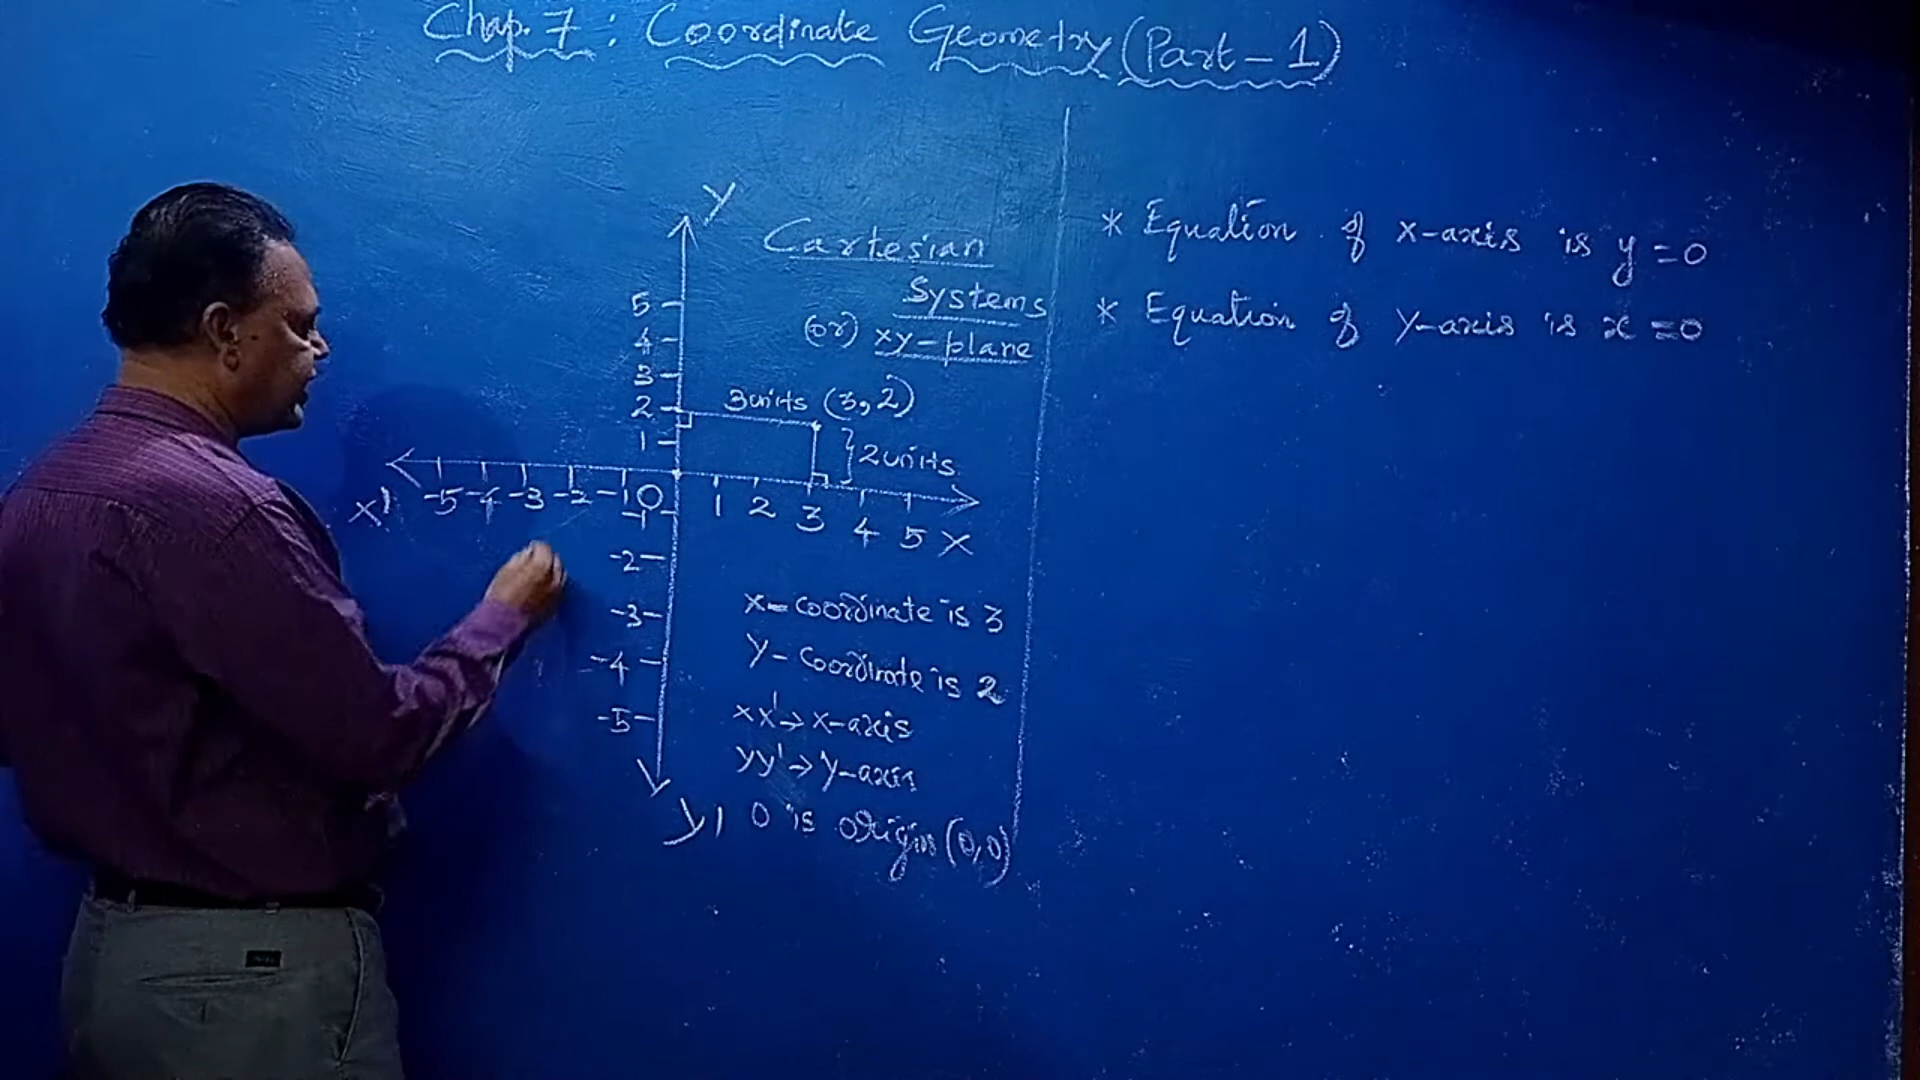 Chap. 7 : Coordinate Geometry (Part - 1)
Y
Cartesian
Systems
(or) xy-plane
5
4
3
2
1
3units (3, 2)
}2units
X' -5 -4 -3 -2 -1 0 1 2 3 4 5 X
-1
-2
-3
-4
-5
x-coordinate is 3
y-coordinate is 2
xx' → x-axis
yy' → y-axis
Y' 0 is origin (0,0)
* Equation of x-axis is y = 0
* Equation of y-axis is x = 0